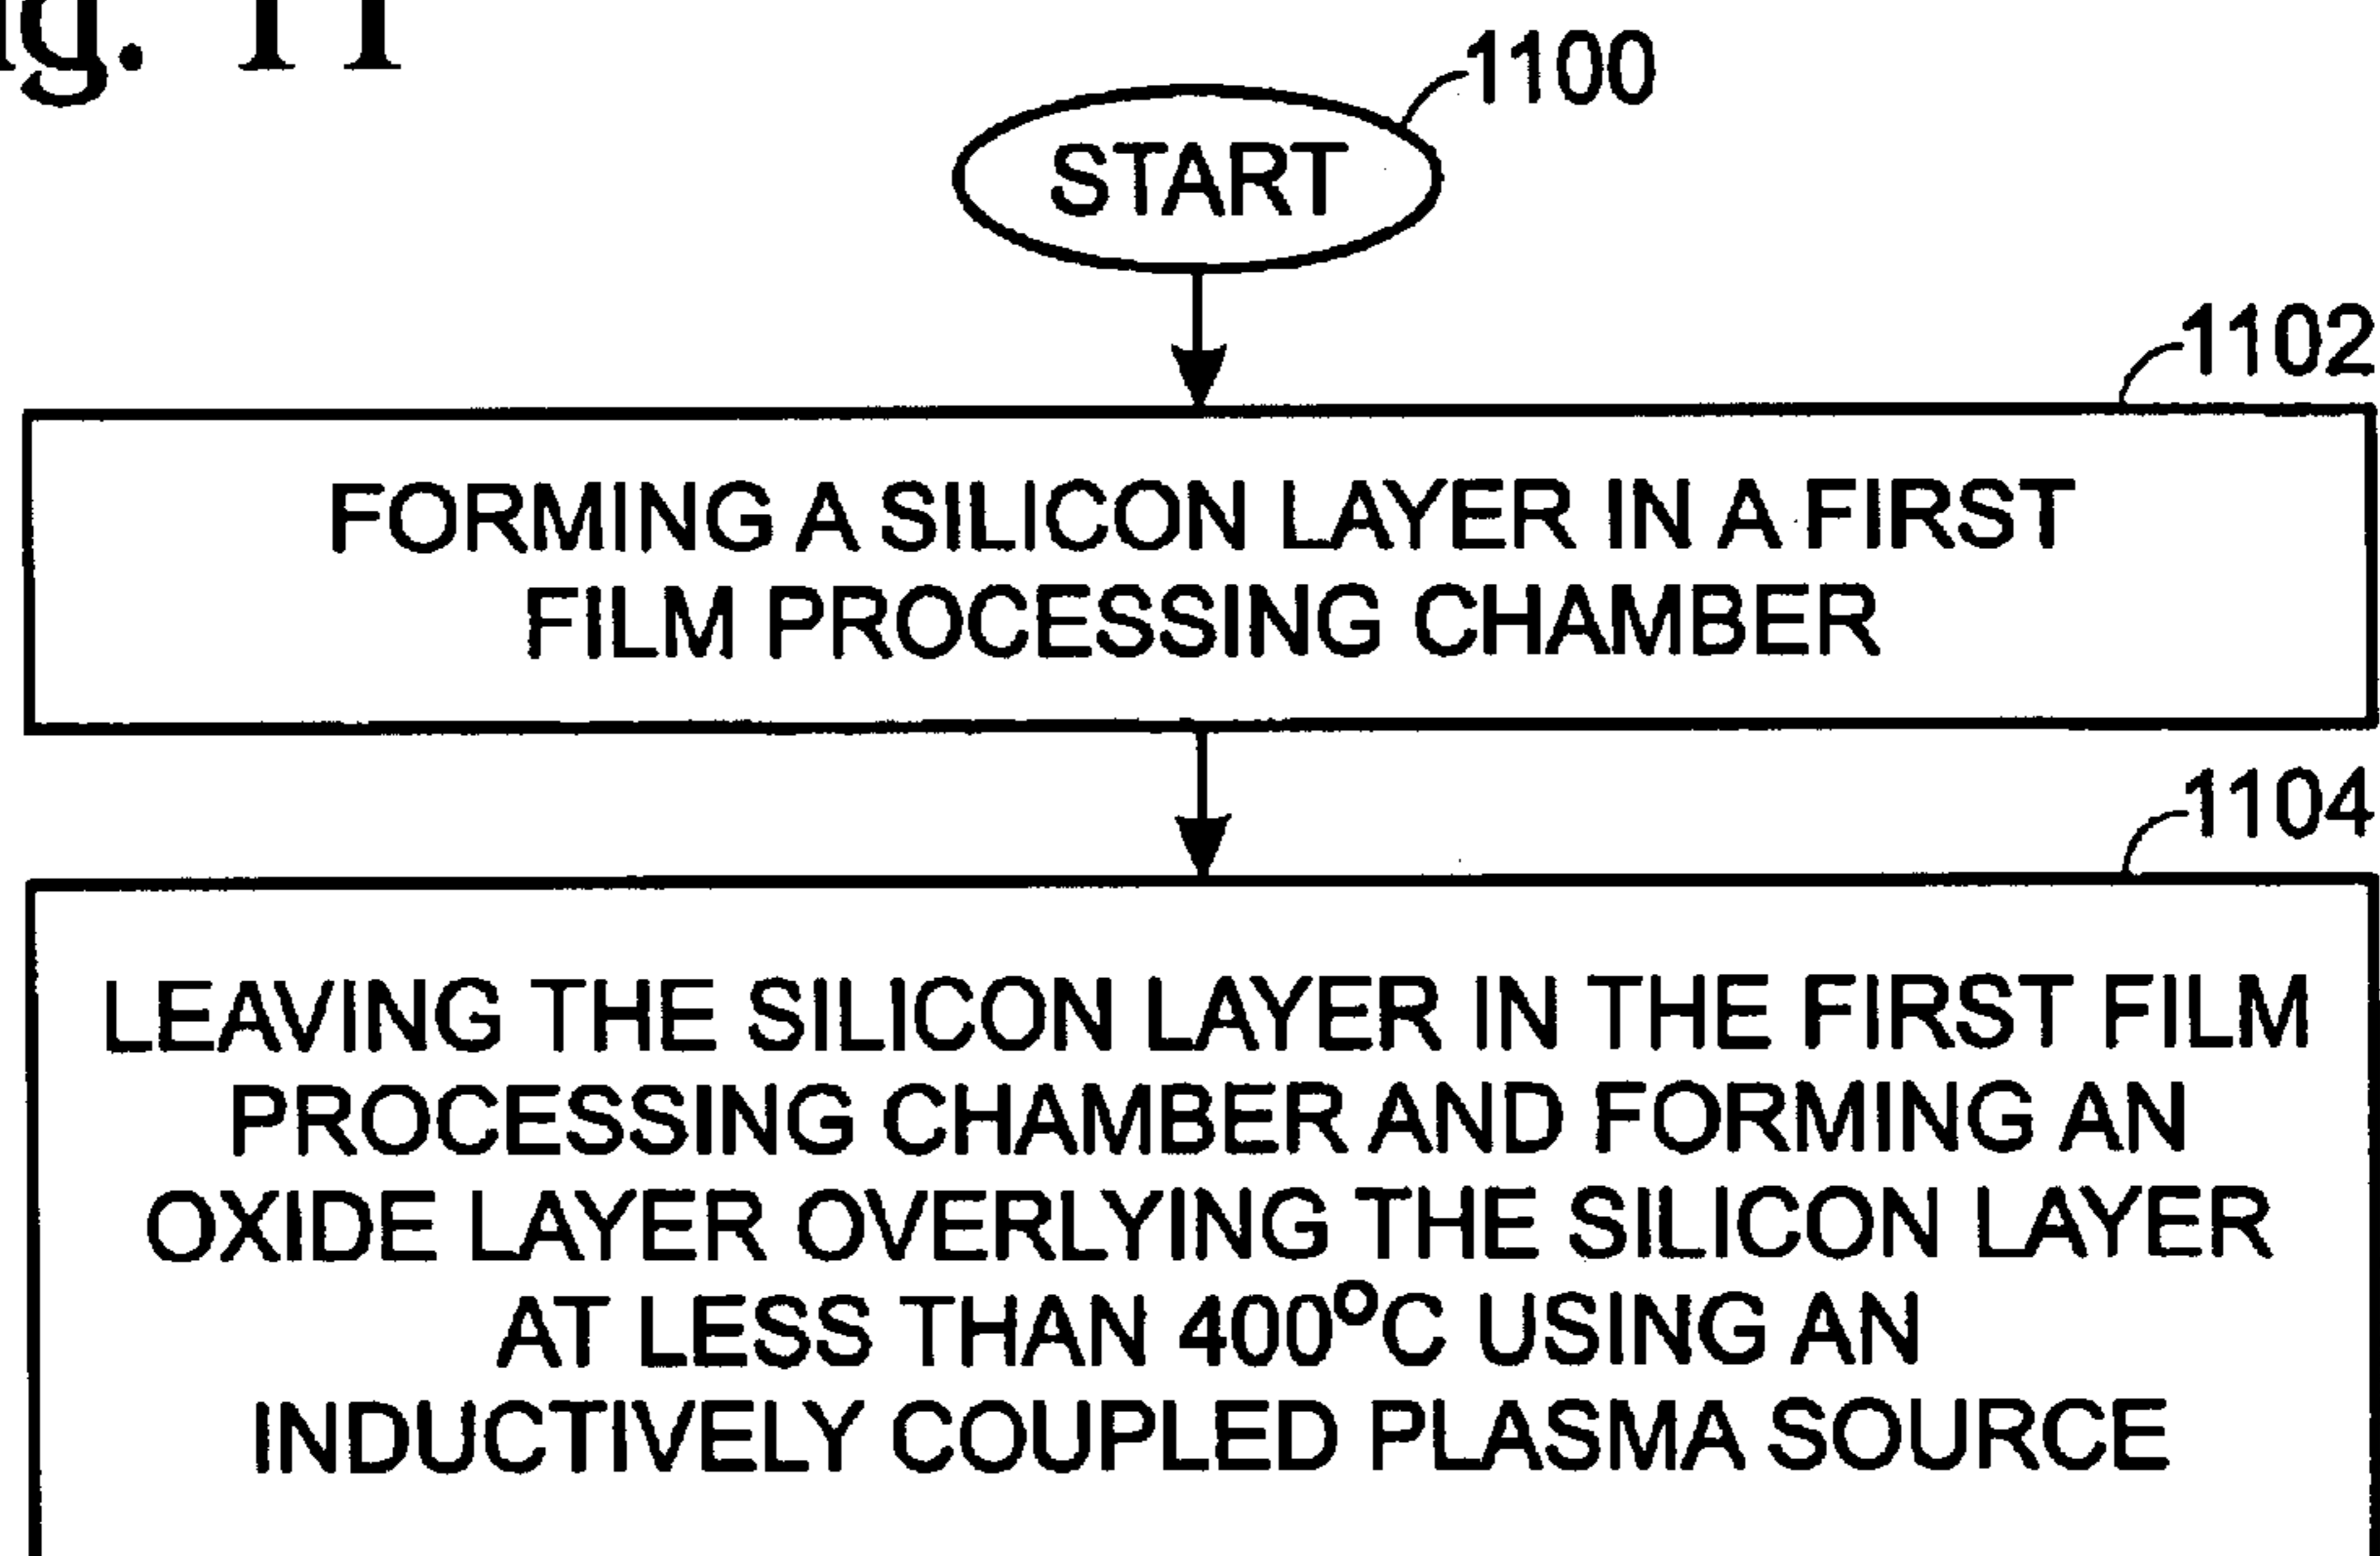 g. 11
1100
START
1102
FORMING A SILICON LAYER IN A FIRST
FILM PROCESSING CHAMBER
1104
LEAVING THE SILICON LAYER IN THE FIRST FILM
PROCESSING CHAMBER AND FORMING AN
OXIDE LAYER OVERLYING THE SILICON LAYER
AT LESS THAN 400°C USING AN
INDUCTIVELY COUPLED PLASMA SOURCE